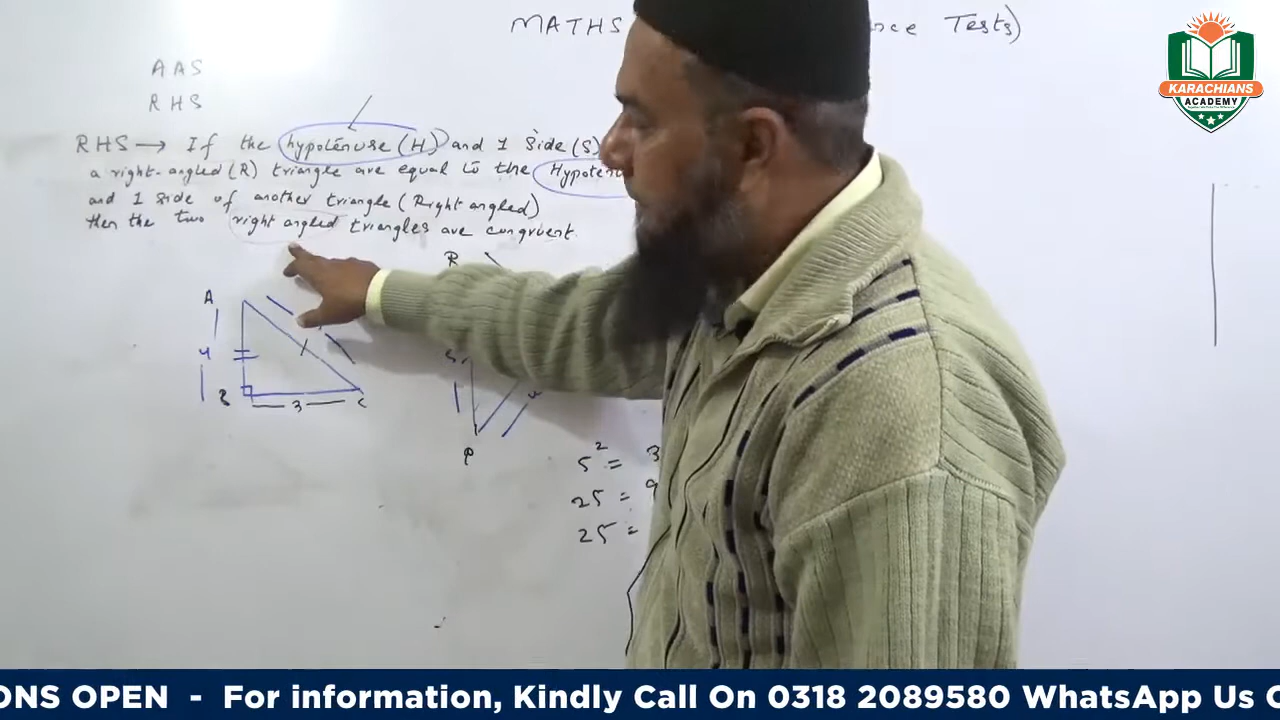 MATHS
ce Tests)
KARACHIANS
ACADEMY
AAS
RHS
RHS → If the hypotenuse (H) and 1 Side (S)
a right-angled (R) triangle are equal to the Hypoten
and 1 side of another triangle (Right angled)
then the two right angled triangles are congruent.
R
A
4
B
3
C
P
5² = 3
25 = 9
25 =
ONS OPEN - For information, Kindly Call On 0318 2089580 WhatsApp Us C